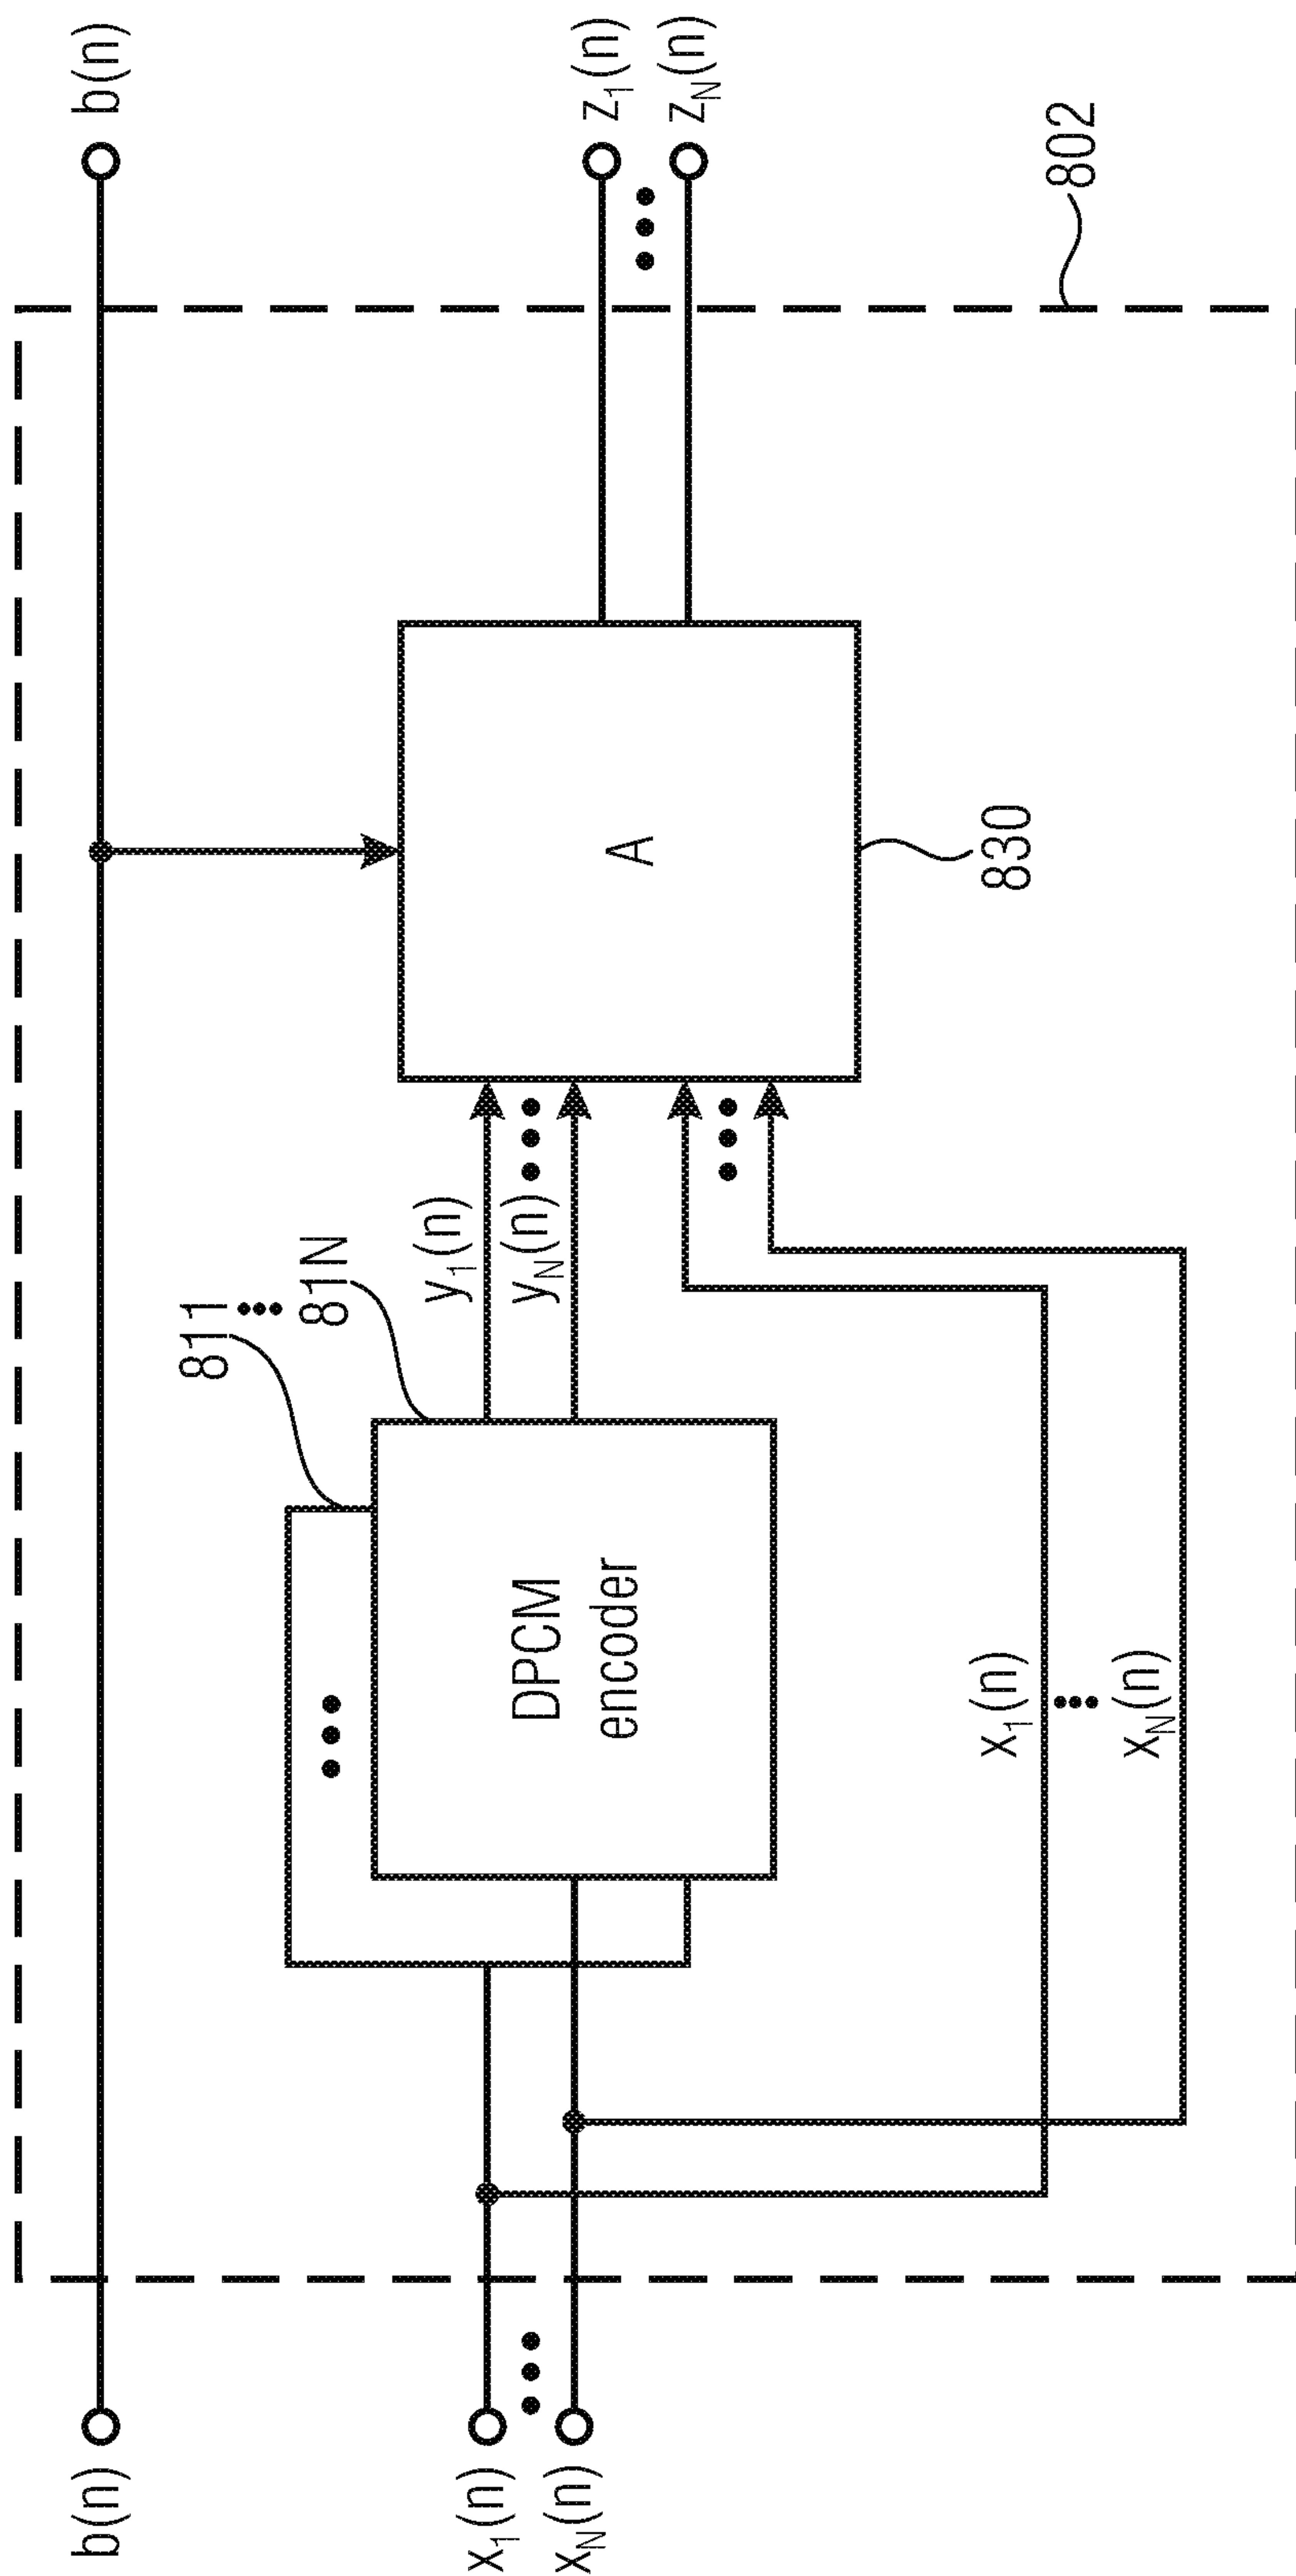 b(n)
b(n)
811
81N
y₁(n)
yN(n)
DPCM
encoder
A
830
x₁(n)
xN(n)
z₁(n)
zN(n)
x₁(n)
xN(n)
802